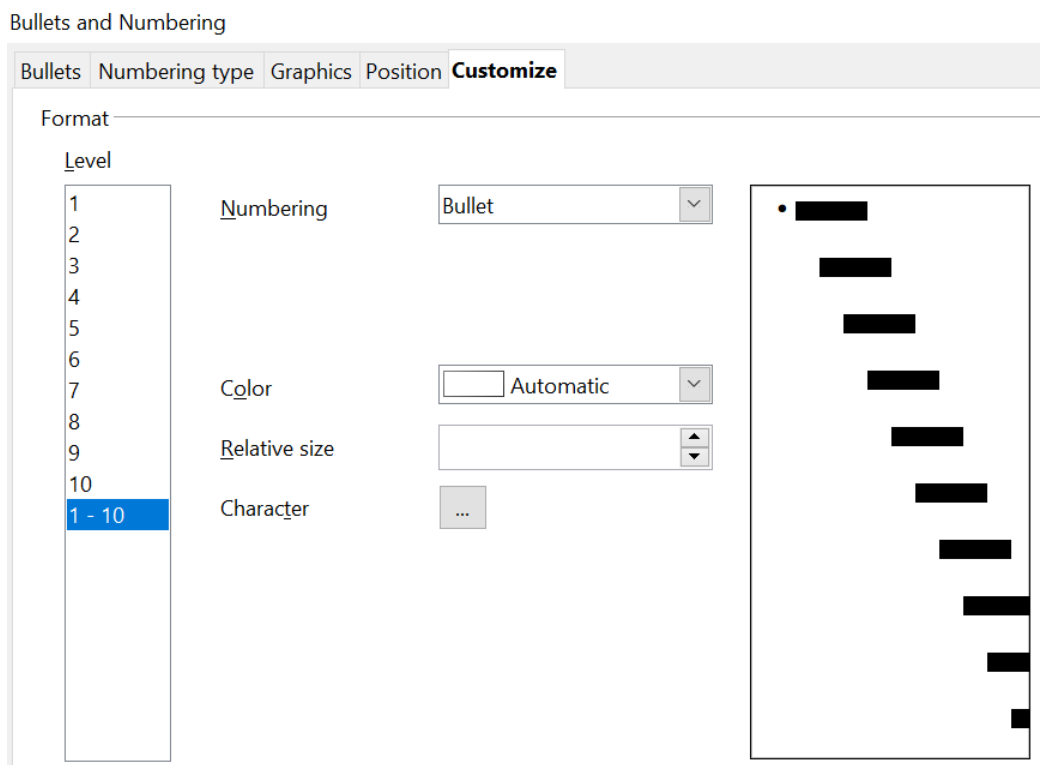 Bullets and Numbering
Bullets Numbering type Graphics Position Customize
Format
Level
1
2
3
4
5
6
7
8
9
10
1 - 10
Numbering Bullet
Color Automatic
Relative size
Character ...